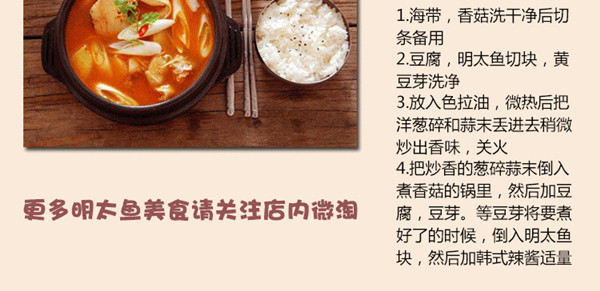 1.海带，香菇洗干净后切
条备用
2.豆腐，明太鱼切块，黄
豆芽洗净
3.放入色拉油，微热后把
洋葱碎和蒜末丢进去稍微
炒出香味，关火
4.把炒香的葱碎蒜末倒入
煮香菇的锅里，然后加豆
腐，豆芽。等豆芽将要煮
好了的时候，倒入明太鱼
块，然后加韩式辣酱适量
更多明太鱼美食请关注店内微淘